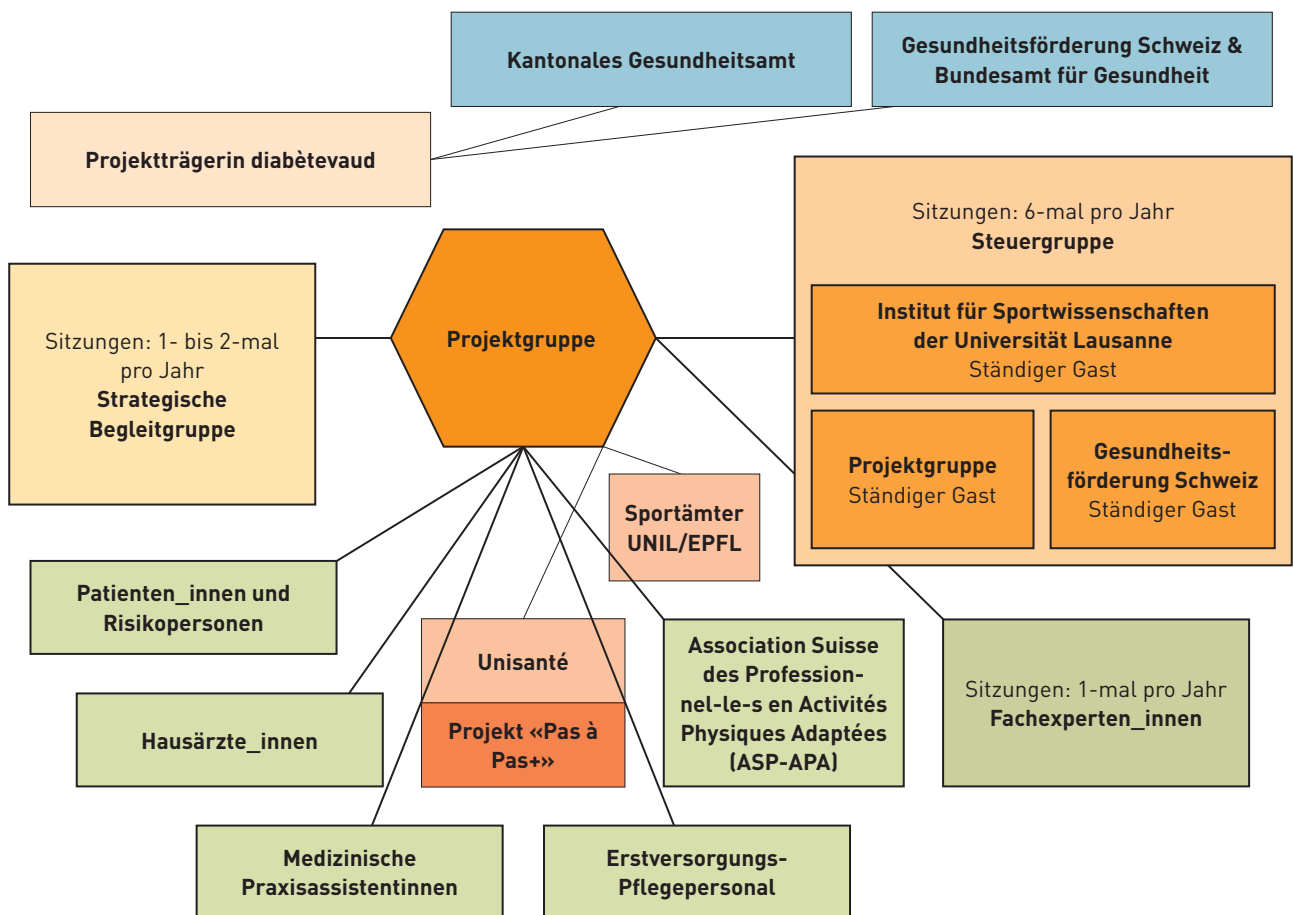 Kantonales Gesundheitsamt
Gesundheitsförderung Schweiz &
Bundesamt für Gesundheit
Projektträgerin diabètevaud
Sitzungen: 6-mal pro Jahr
Steuergruppe
Institut für Sportwissenschaften
der Universität Lausanne
Ständiger Gast
Projektgruppe
Ständiger Gast
Gesundheits-
förderung Schweiz
Ständiger Gast
Sitzungen: 1- bis 2-mal
pro Jahr
Strategische
Begleitgruppe
Projektgruppe
Sportämter
UNIL/EPFL
Patienten_innen und
Risikopersonen
Unisanté
Projekt «Pas à
Pas+»
Association Suisse
des Profession-
nel-le-s en Activités
Physiques Adaptées
(ASP-APA)
Sitzungen: 1-mal pro Jahr
Fachexperten_innen
Hausärzte_innen
Medizinische
Praxisassistentinnen
Erstversorgungs-
Pflegepersonal